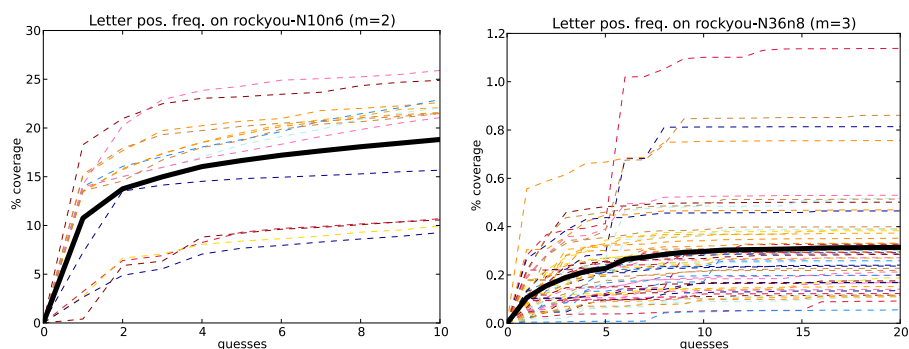 Letter pos. freq. on rockyou-N10n6 (m=2)
30
25
20
15
10
5
0
% coverage
0 2 4 6 8 10
guesses
Letter pos. freq. on rockyou-N36n8 (m=3)
1.2
1.0
0.8
0.6
0.4
0.2
0.0
% coverage
0 5 10 15 20
guesses